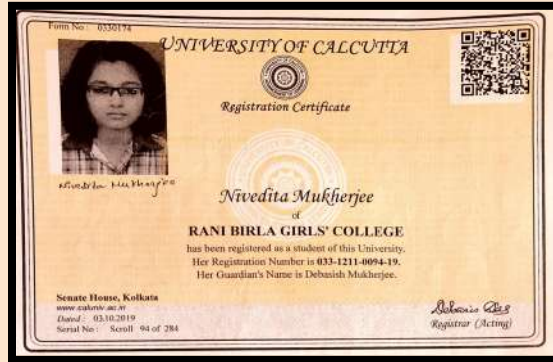 Form No : 0330174
UNIVERSITY OF CALCUTTA
Registration Certificate
Nivedita Mukherjee
Nivedita Mukherjee
of
RANI BIRLA GIRLS' COLLEGE
has been registered as a student of this University.
Her Registration Number is 033-1211-0094-19.
Her Guardian's Name is Debasish Mukherjee.
Senate House, Kolkata
www.caluniv.ac.in
Dated : 03.10.2019
Serial No : Scroll 94 of 284
Registrar (Acting)